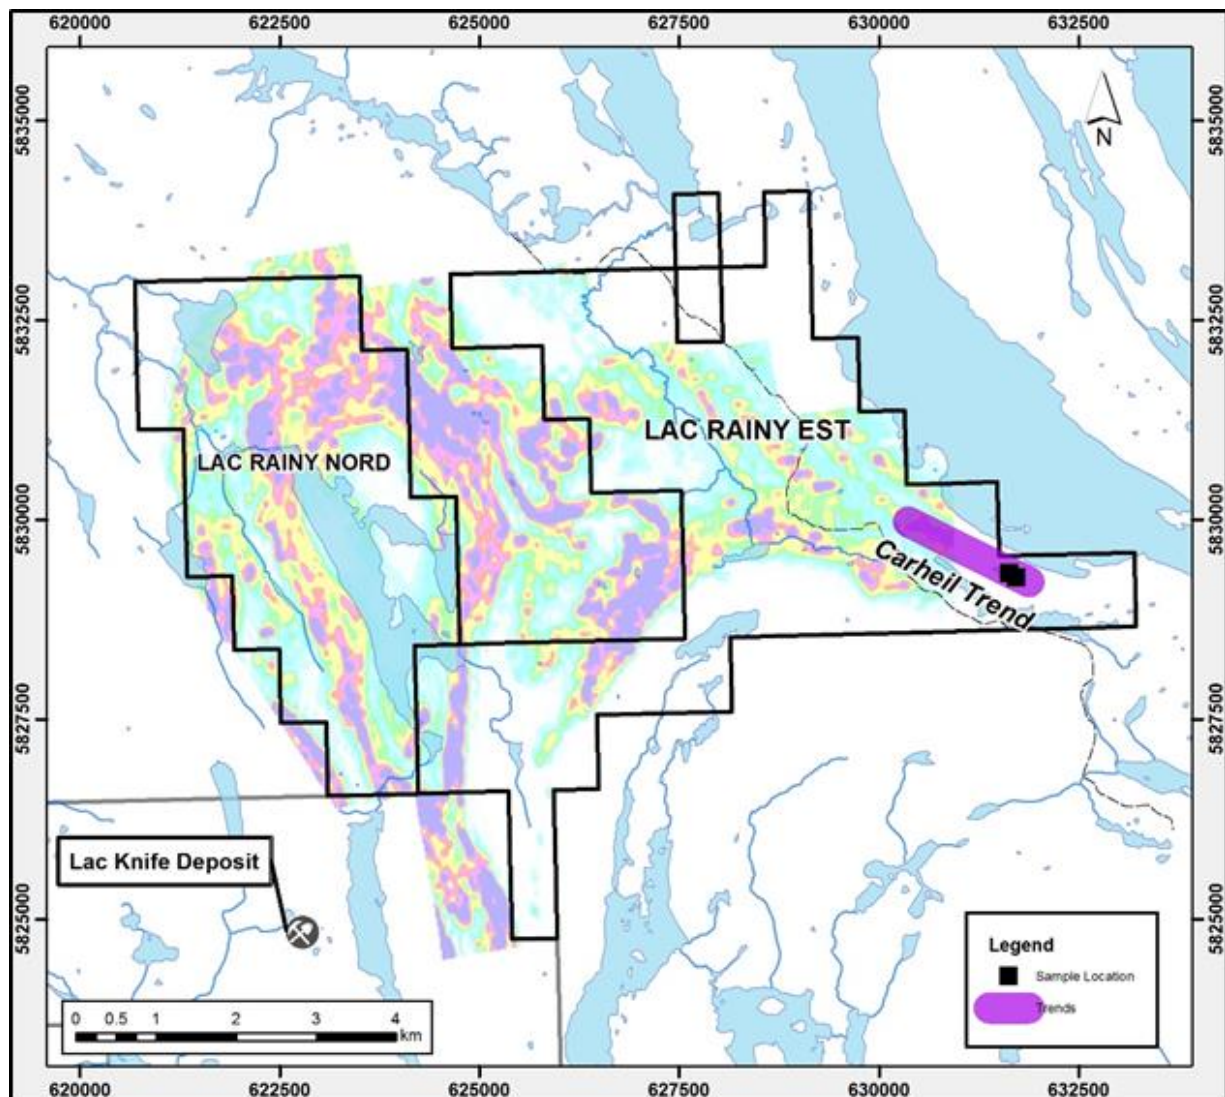 620000 622500 625000 627500 630000 632500
5835000 5835000
N
5832500 5832500
LAC RAINY EST
LAC RAINY NORD
5830000 5830000
Carheil Trend
5827500 5827500
Lac Knife Deposit
5825000 5825000
Legend
Sample Location
Trends
0 0.5 1 2 3 4
km
620000 622500 625000 627500 630000 632500